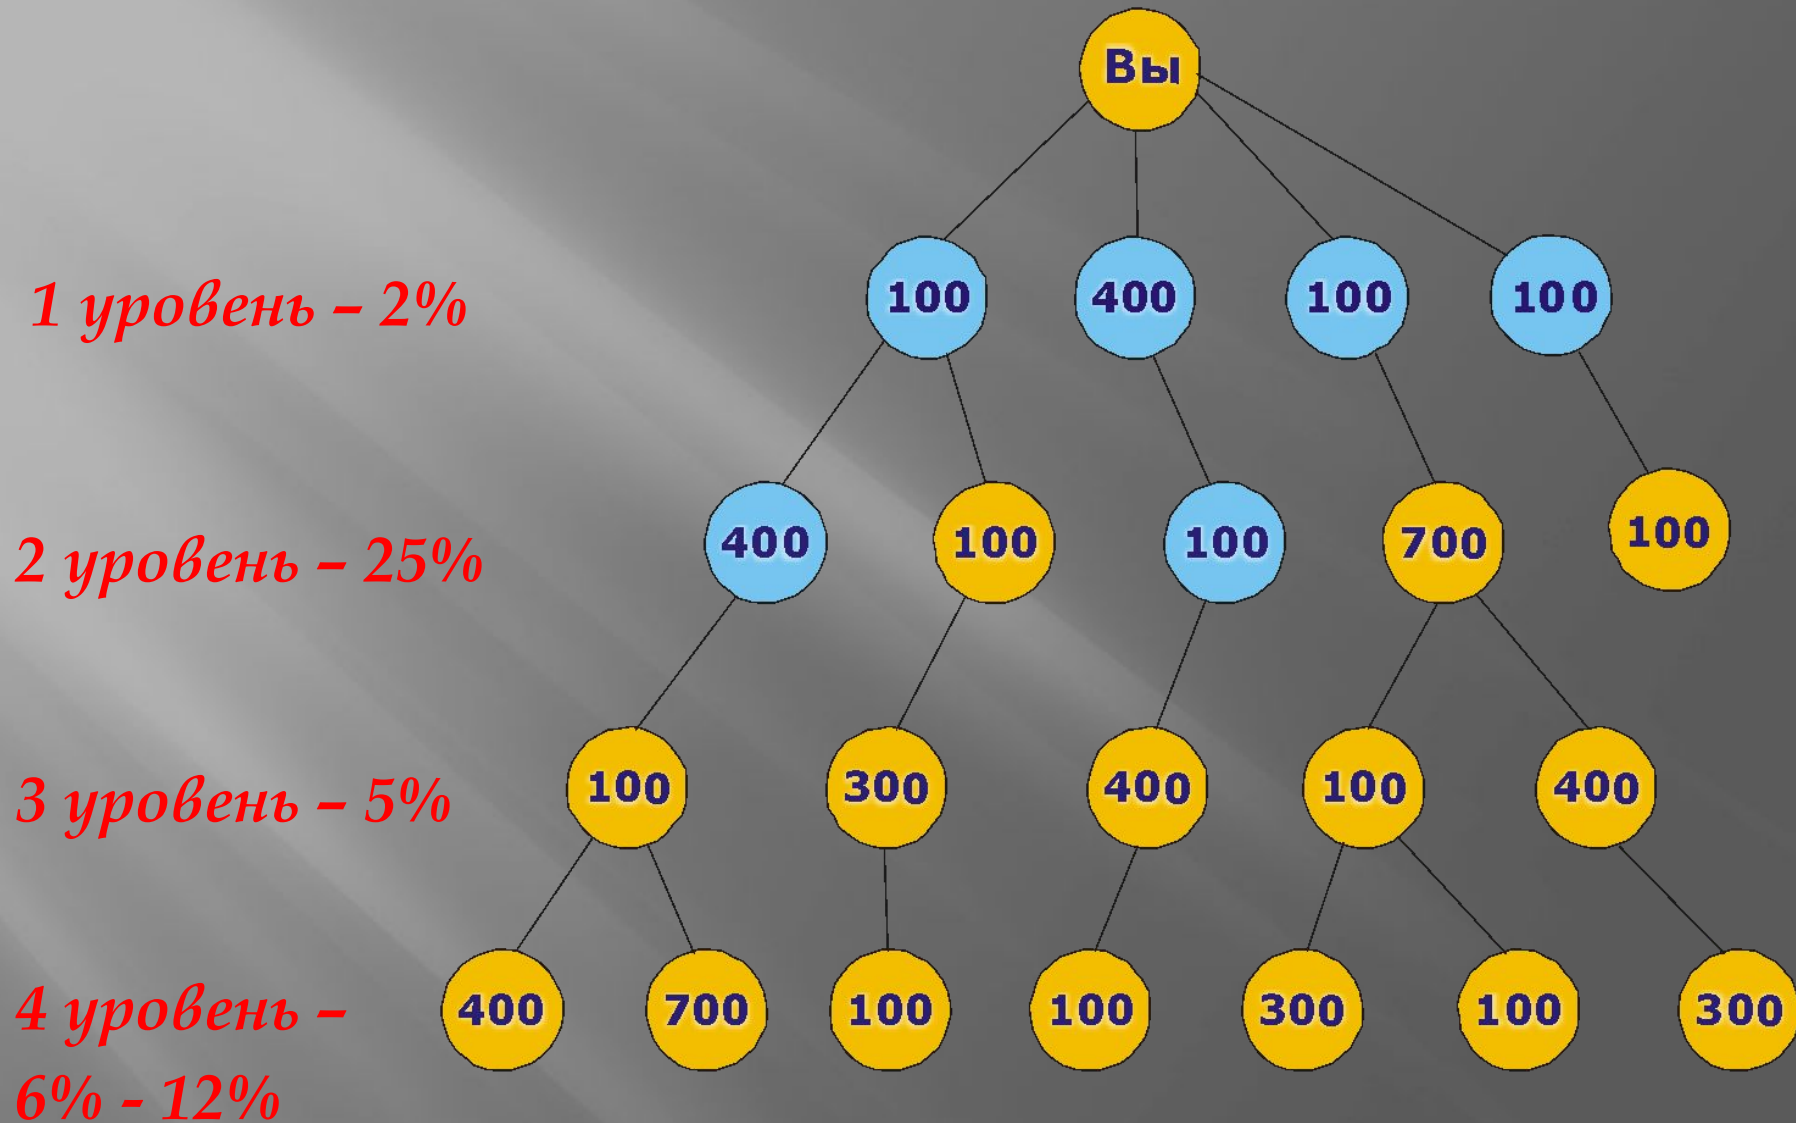 Вы
1 уровень – 2%
100 400 100 100
2 уровень – 25%
400 100 100 700 100
3 уровень – 5%
100 300 400 100 400
4 уровень –
6% - 12%
400 700 100 100 300 100 300